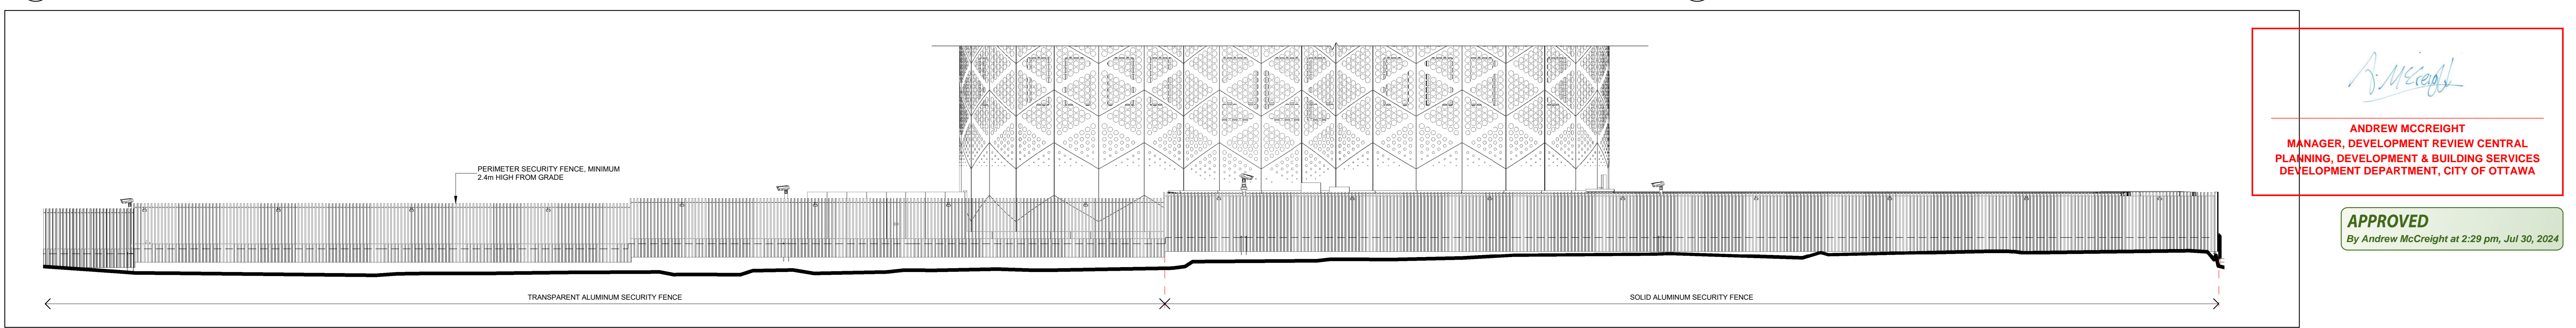 PERIMETER SECURITY FENCE, MINIMUM
2.4m HIGH FROM GRADE
TRANSPARENT ALUMINUM SECURITY FENCE
SOLID ALUMINUM SECURITY FENCE
A. McCreight
ANDREW MCCREIGHT
MANAGER, DEVELOPMENT REVIEW CENTRAL
PLANNING, DEVELOPMENT & BUILDING SERVICES
DEVELOPMENT DEPARTMENT, CITY OF OTTAWA
APPROVED
By Andrew McCreight at 2:29 pm, Jul 30, 2024